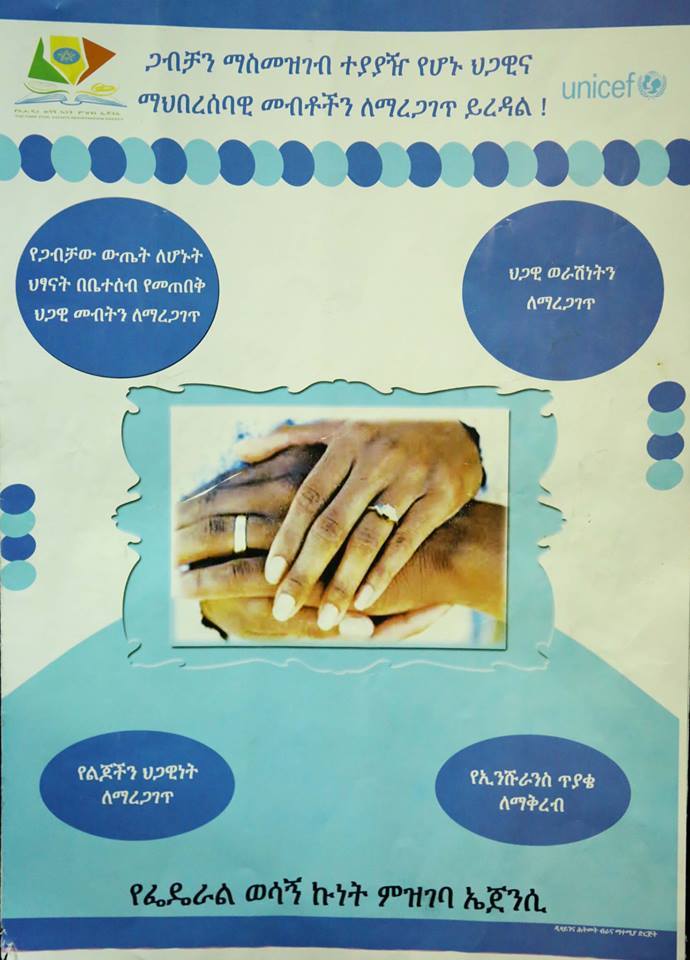 ጋብቻን ማስመዝገብ ተያያዥ የሆኑ ህጋዊና
ማህበረሰባዊ መብቶችን ለማረጋገጥ ይረዳል !
unicef
የጋብቻው ውጤት ለሆኑት
ህፃናት በቤተሰብ የመጠበቅ
ህጋዊ መብትን ለማረጋገጥ
ህጋዊ ወራሽነትን
ለማረጋገጥ
የልጆችን ህጋዊነት
ለማረጋገጥ
የኢንሹራንስ ጥያቄ
ለማቅረብ
የፌዴራል ወሳኝ ኩነት ምዝገባ ኤጀንሲ